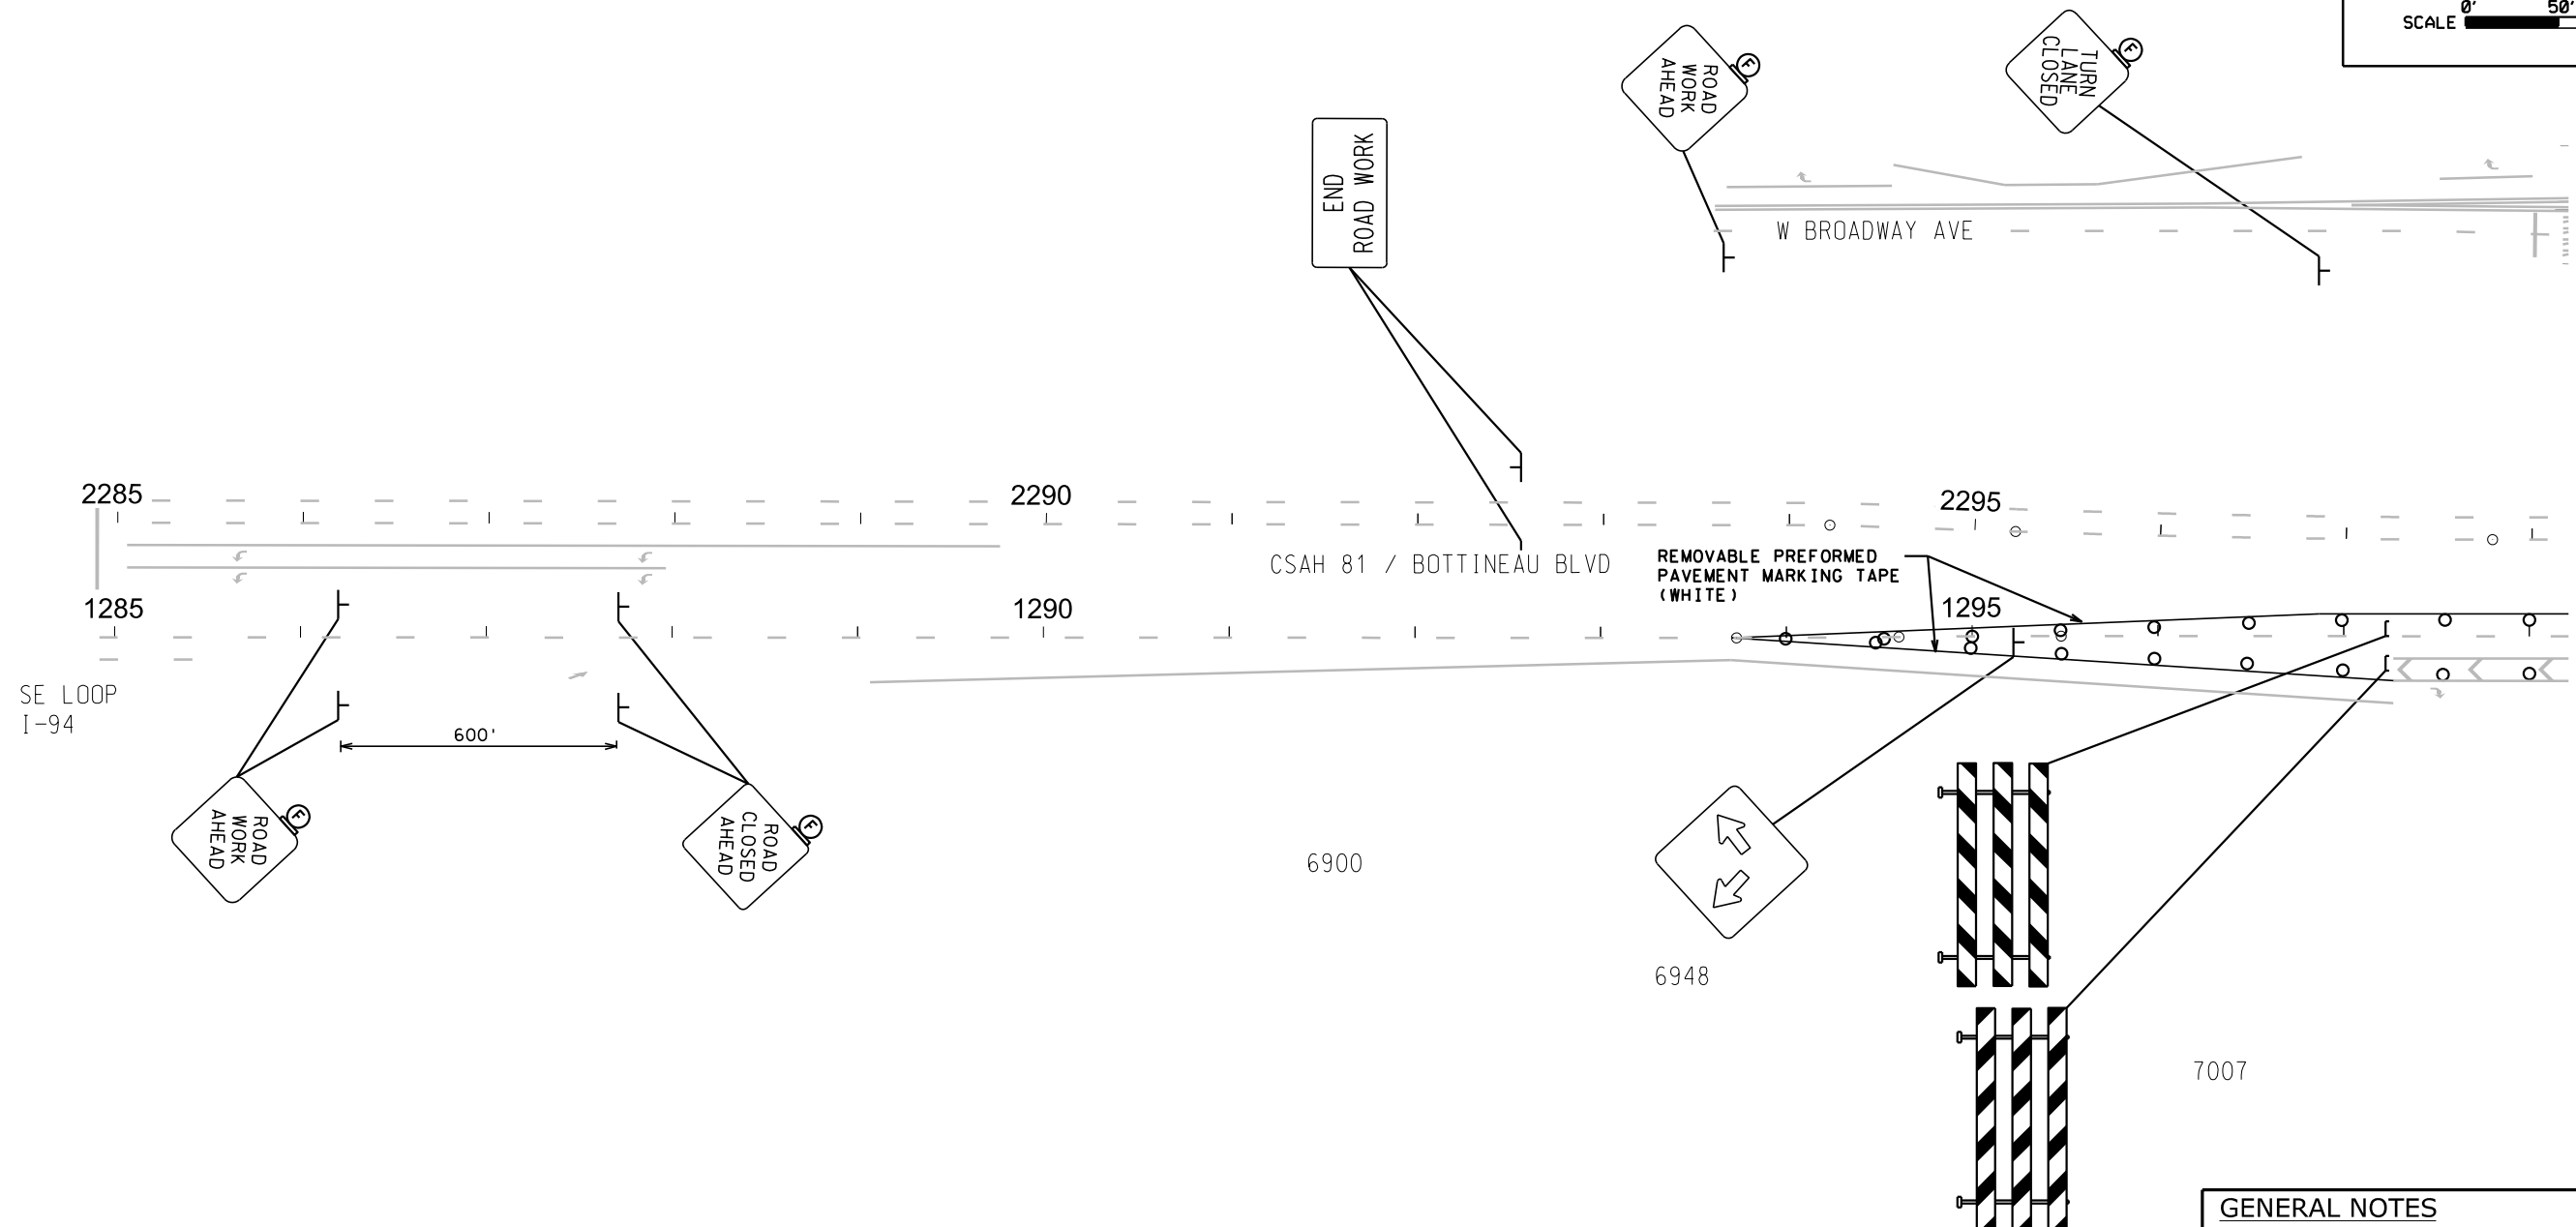 0' 50'
SCALE
F
ROAD
WORK
AHEAD
F
TURN
LANE
CLOSED
END
ROAD WORK
W BROADWAY AVE
2285
2290
2295
CSAH 81 / BOTTINEAU BLVD
REMOVABLE PREFORMED
PAVEMENT MARKING TAPE
(WHITE)
1285
1290
1295
SE LOOP
I-94
600'
F
ROAD
WORK
AHEAD
F
ROAD
CLOSED
AHEAD
6900
6948
7007
GENERAL NOTES